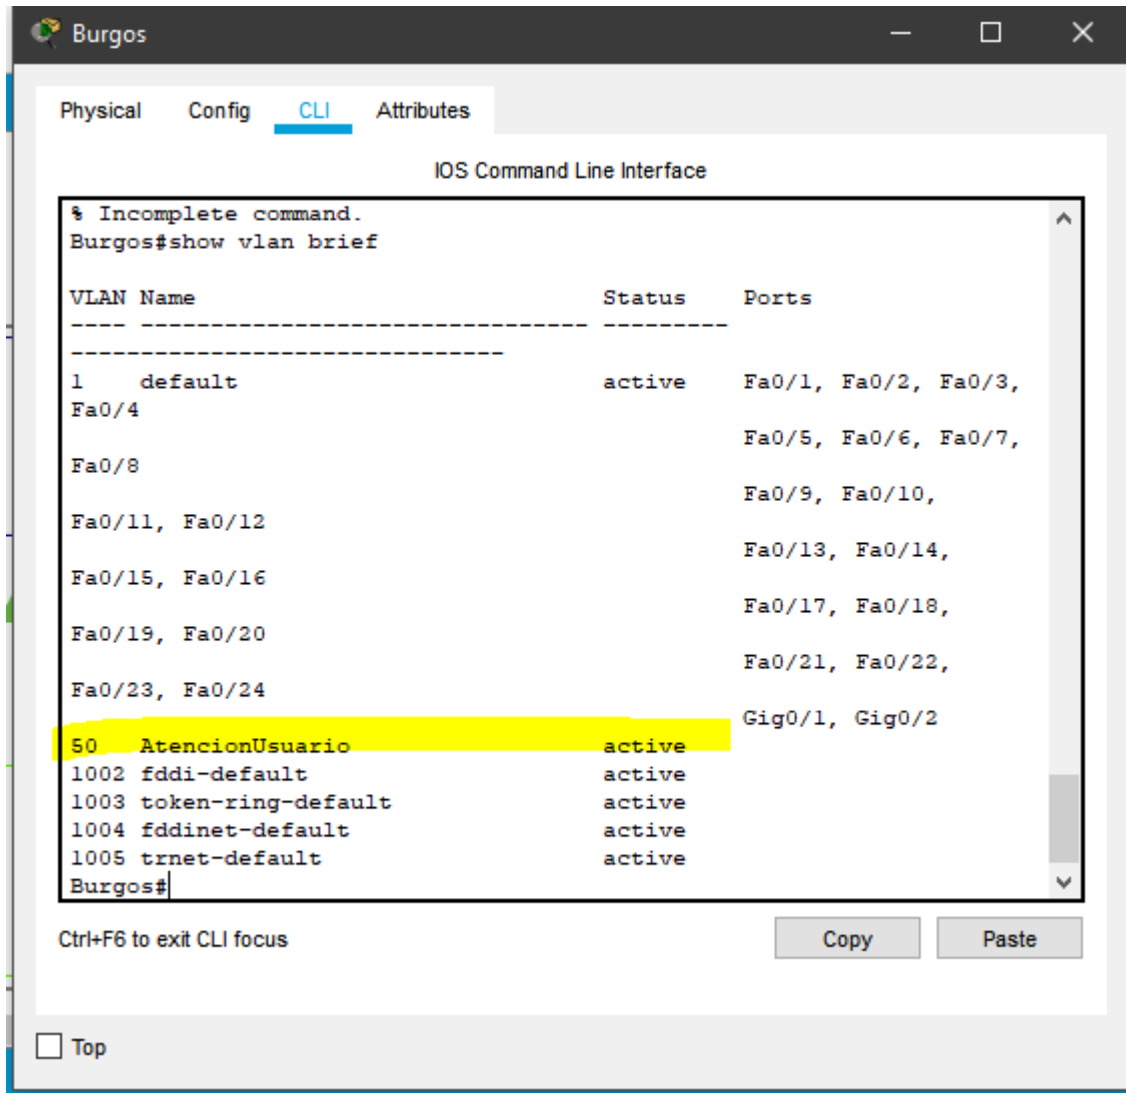 Burgos
Physical Config CLI Attributes
IOS Command Line Interface
% Incomplete command.
Burgos#show vlan brief
VLAN Name Status Ports
---- -------------------------------- ---------
-------------------------------
1 default active Fa0/1, Fa0/2, Fa0/3,
Fa0/4
Fa0/5, Fa0/6, Fa0/7,
Fa0/8
Fa0/9, Fa0/10,
Fa0/11, Fa0/12
Fa0/13, Fa0/14,
Fa0/15, Fa0/16
Fa0/17, Fa0/18,
Fa0/19, Fa0/20
Fa0/21, Fa0/22,
Fa0/23, Fa0/24
Gig0/1, Gig0/2
50 AtencionUsuario active
1002 fddi-default active
1003 token-ring-default active
1004 fddinet-default active
1005 trnet-default active
Burgos#
Ctrl+F6 to exit CLI focus
Copy Paste
Top